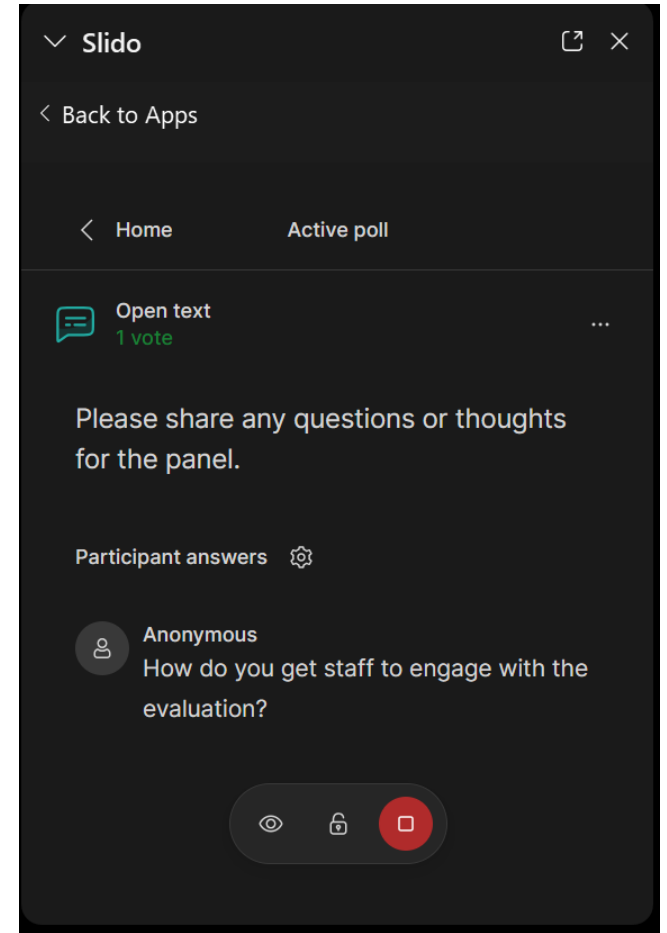 Slido
Back to Apps
Home Active poll
Open text
1 vote
...
Please share any questions or thoughts
for the panel.
Participant answers
Anonymous
How do you get staff to engage with the
evaluation?